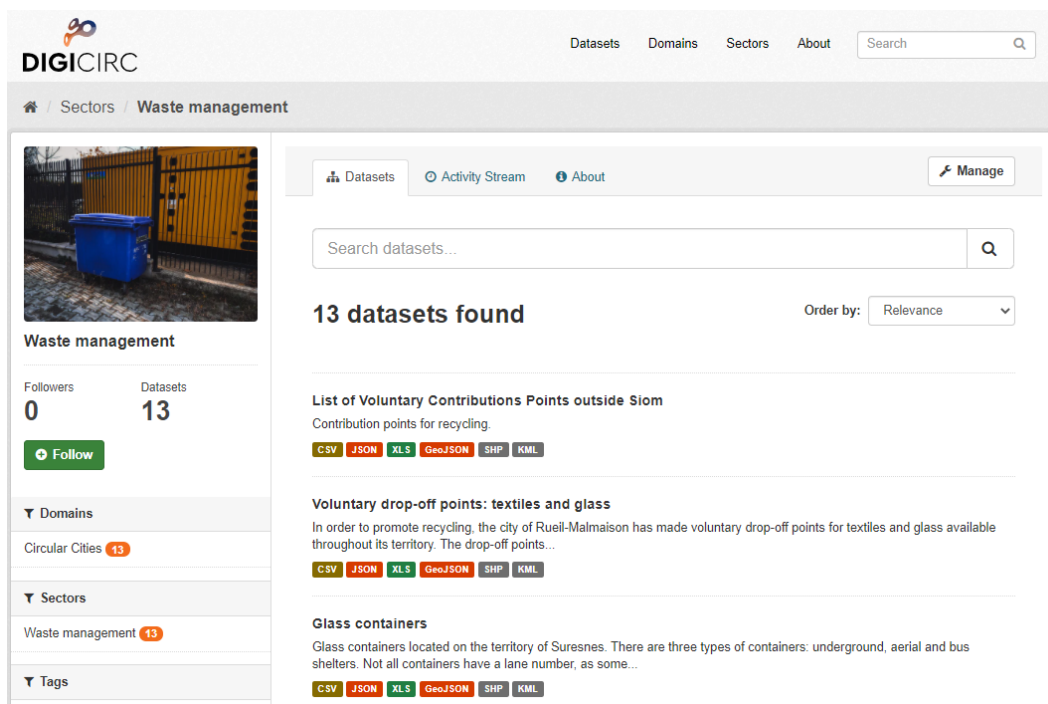 DIGICIRC
Datasets Domains Sectors About Search
/ Sectors / Waste management
Waste management
Followers Datasets
0 13
Follow
Domains
Circular Cities 13
Sectors
Waste management 13
Tags
Datasets Activity Stream About Manage
Search datasets...
13 datasets found Order by: Relevance
List of Voluntary Contributions Points outside Siom
Contribution points for recycling.
CSV JSON XLS GeoJSON SHP KML
Voluntary drop-off points: textiles and glass
In order to promote recycling, the city of Rueil-Malmaison has made voluntary drop-off points for textiles and glass available
throughout its territory. The drop-off points...
CSV JSON XLS GeoJSON SHP KML
Glass containers
Glass containers located on the territory of Suresnes. There are three types of containers: underground, aerial and bus
shelters. Not all containers have a lane number, as some...
CSV JSON XLS GeoJSON SHP KML